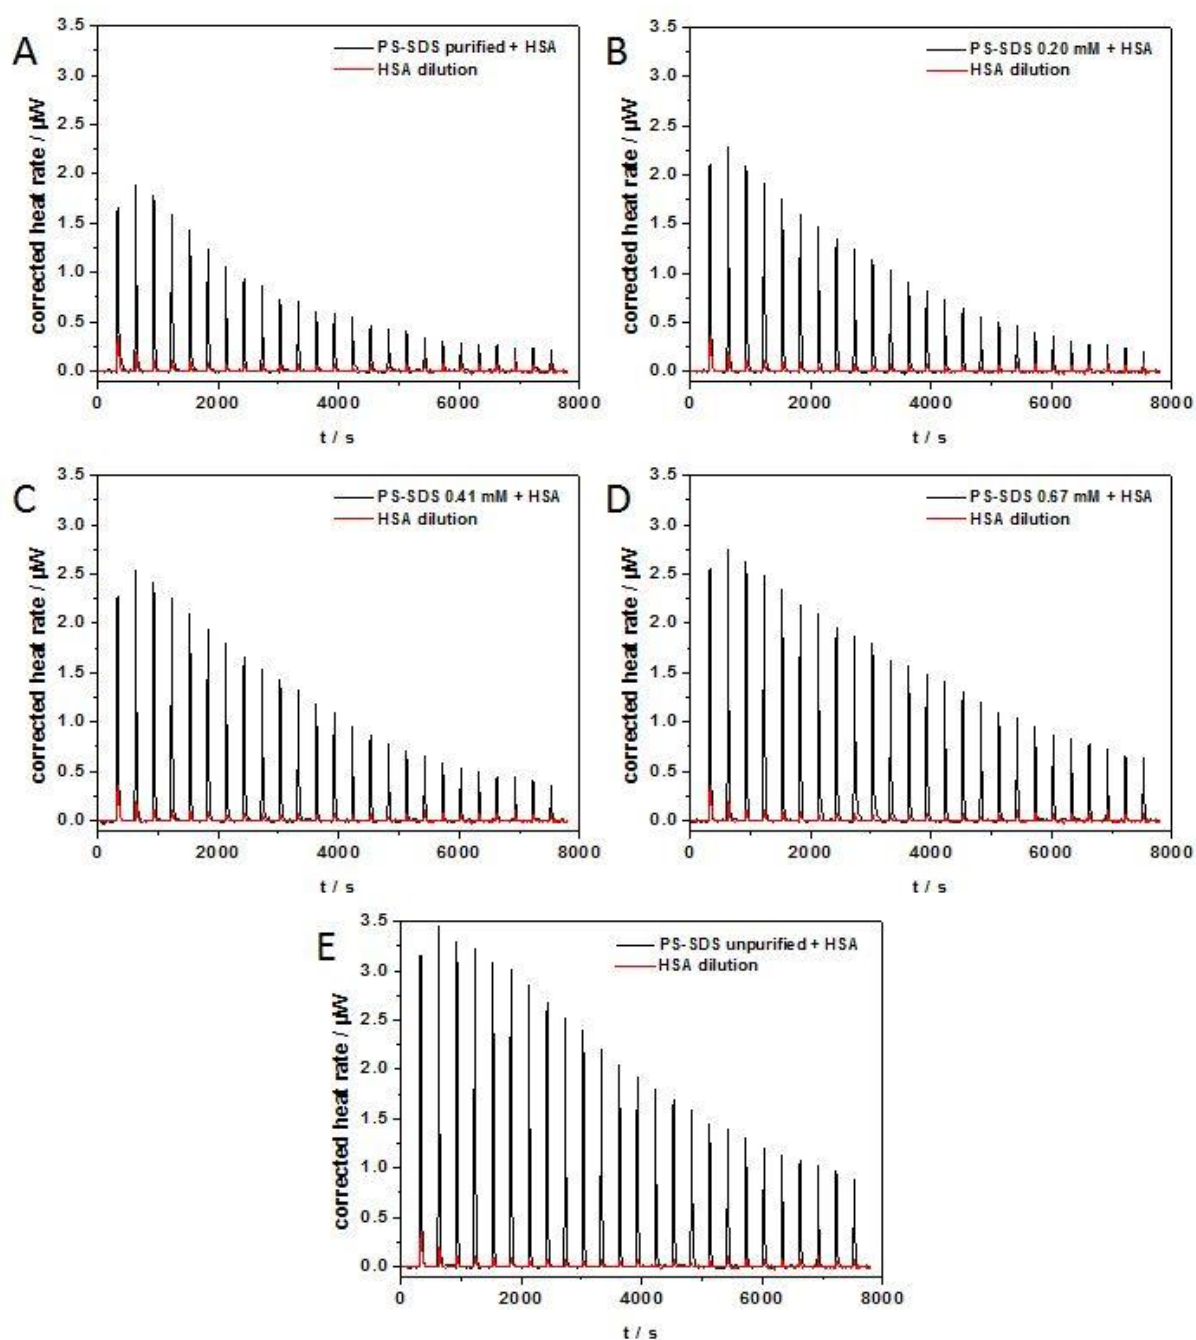 A
PS-SDS purified + HSA
HSA dilution
corrected heat rate / µW
3.5
3.0
2.5
2.0
1.5
1.0
0.5
0.0
0 2000 4000 6000 8000
t / s
B
PS-SDS 0.20 mM + HSA
HSA dilution
corrected heat rate / µW
3.5
3.0
2.5
2.0
1.5
1.0
0.5
0.0
0 2000 4000 6000 8000
t / s
C
PS-SDS 0.41 mM + HSA
HSA dilution
corrected heat rate / µW
3.5
3.0
2.5
2.0
1.5
1.0
0.5
0.0
0 2000 4000 6000 8000
t / s
D
PS-SDS 0.67 mM + HSA
HSA dilution
corrected heat rate / µW
3.5
3.0
2.5
2.0
1.5
1.0
0.5
0.0
0 2000 4000 6000 8000
t / s
E
PS-SDS unpurified + HSA
HSA dilution
corrected heat rate / µW
3.5
3.0
2.5
2.0
1.5
1.0
0.5
0.0
0 2000 4000 6000 8000
t / s